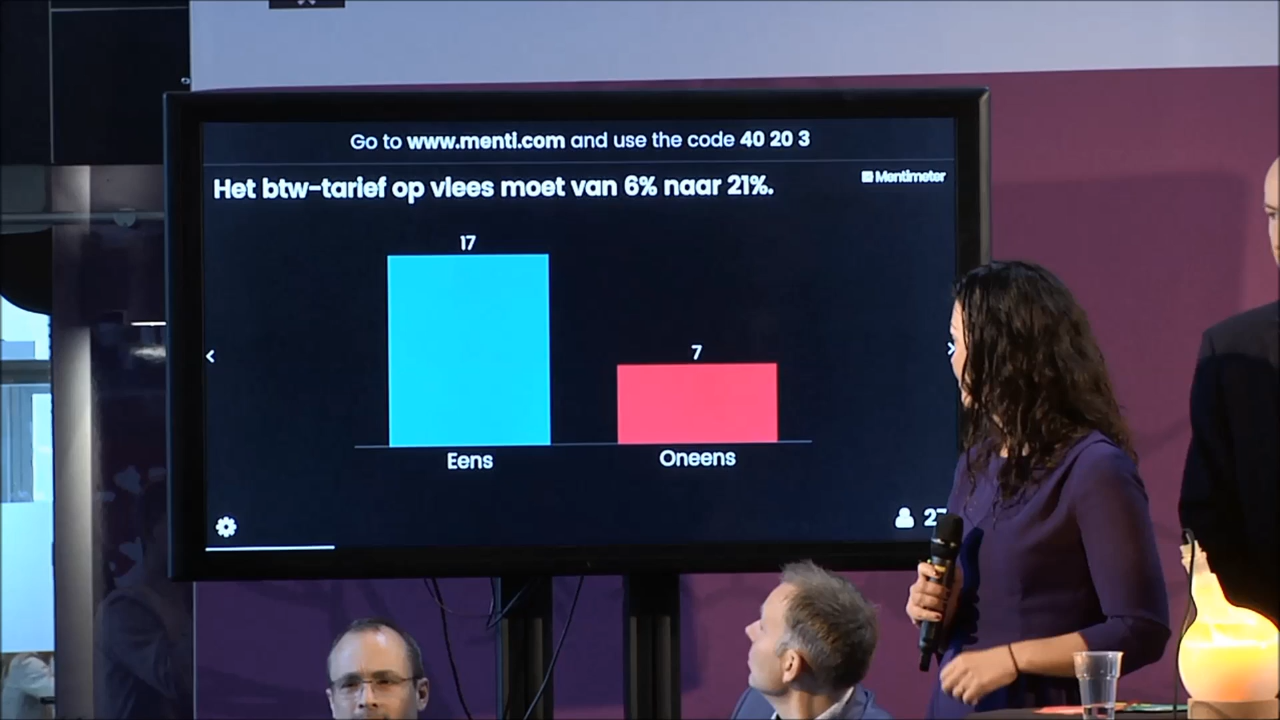 Go to www.menti.com and use the code 40 20 3
Het btw-tarief op vlees moet van 6% naar 21%.
Mentimeter
17
7
Eens
Oneens
27